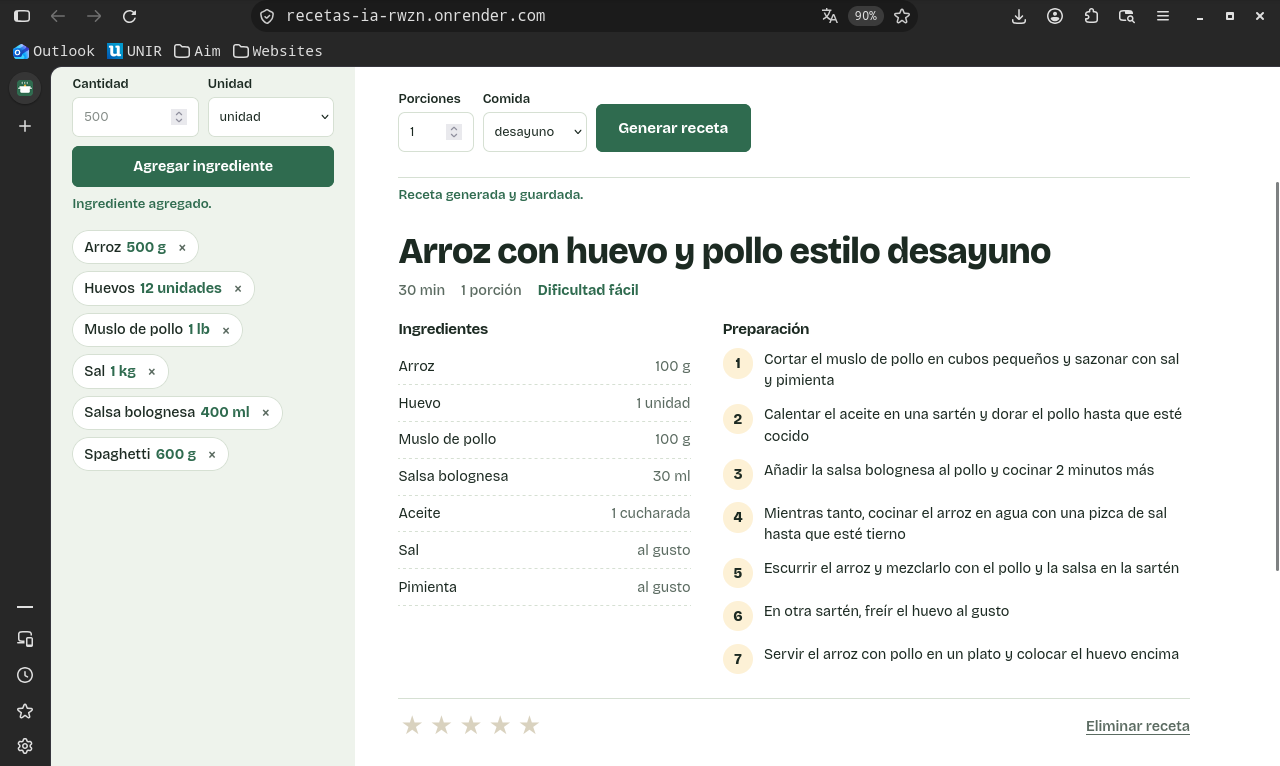 recetas-ia-rwzn.onrender.com
90%
Outlook
UNIR
Aim
Websites
Cantidad
Unidad
500
unidad
Agregar ingrediente
Ingrediente agregado.
Arroz 500 g ×
Huevos 12 unidades ×
Muslo de pollo 1 lb ×
Sal 1 kg ×
Salsa bolognesa 400 ml ×
Spaghetti 600 g ×
Porciones
Comida
1
desayuno
Generar receta
Receta generada y guardada.
Arroz con huevo y pollo estilo desayuno
30 min 1 porción Dificultad fácil
Ingredientes
Arroz 100 g
Huevo 1 unidad
Muslo de pollo 100 g
Salsa bolognesa 30 ml
Aceite 1 cucharada
Sal al gusto
Pimienta al gusto
Preparación
1 Cortar el muslo de pollo en cubos pequeños y sazonar con sal
y pimienta
2 Calentar el aceite en una sartén y dorar el pollo hasta que esté
cocido
3 Añadir la salsa bolognesa al pollo y cocinar 2 minutos más
4 Mientras tanto, cocinar el arroz en agua con una pizca de sal
hasta que esté tierno
5 Escurrir el arroz y mezclarlo con el pollo y la salsa en la sartén
6 En otra sartén, freír el huevo al gusto
7 Servir el arroz con pollo en un plato y colocar el huevo encima
Eliminar receta